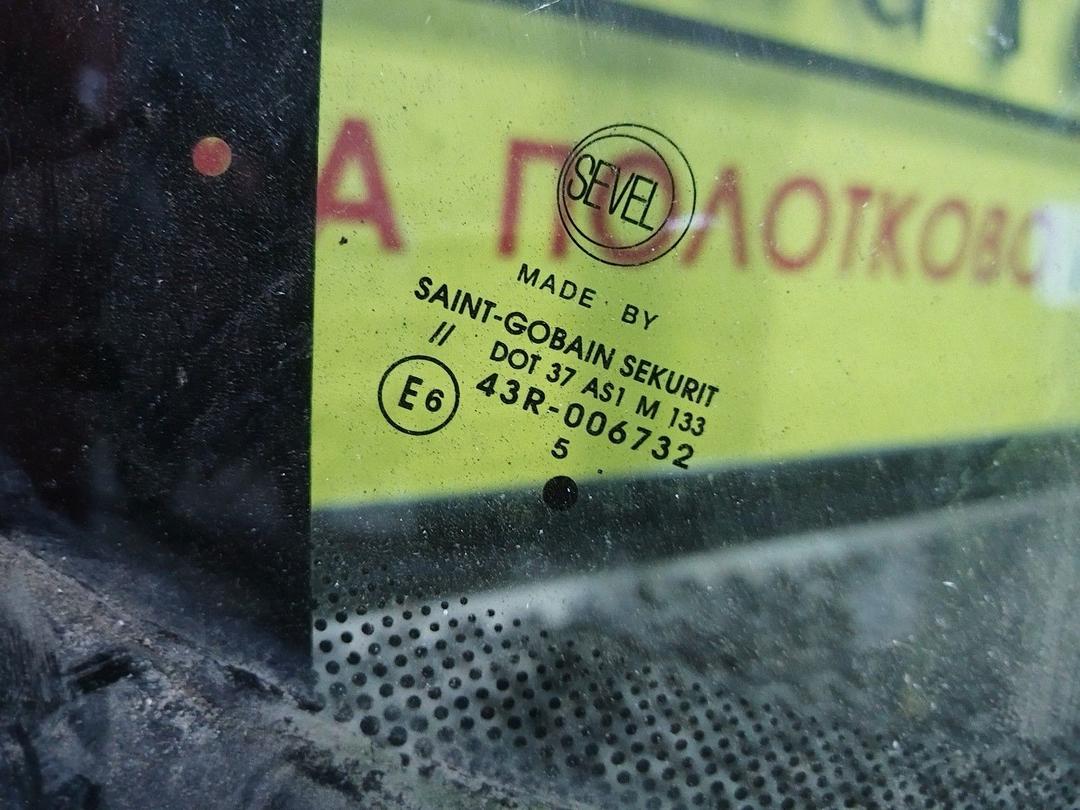 А ПОЛОТКОВО
SEVEL
MADE BY
SAINT-GOBAIN SEKURIT
// DOT 37 AS1 M 133
E6 43R-006732
5